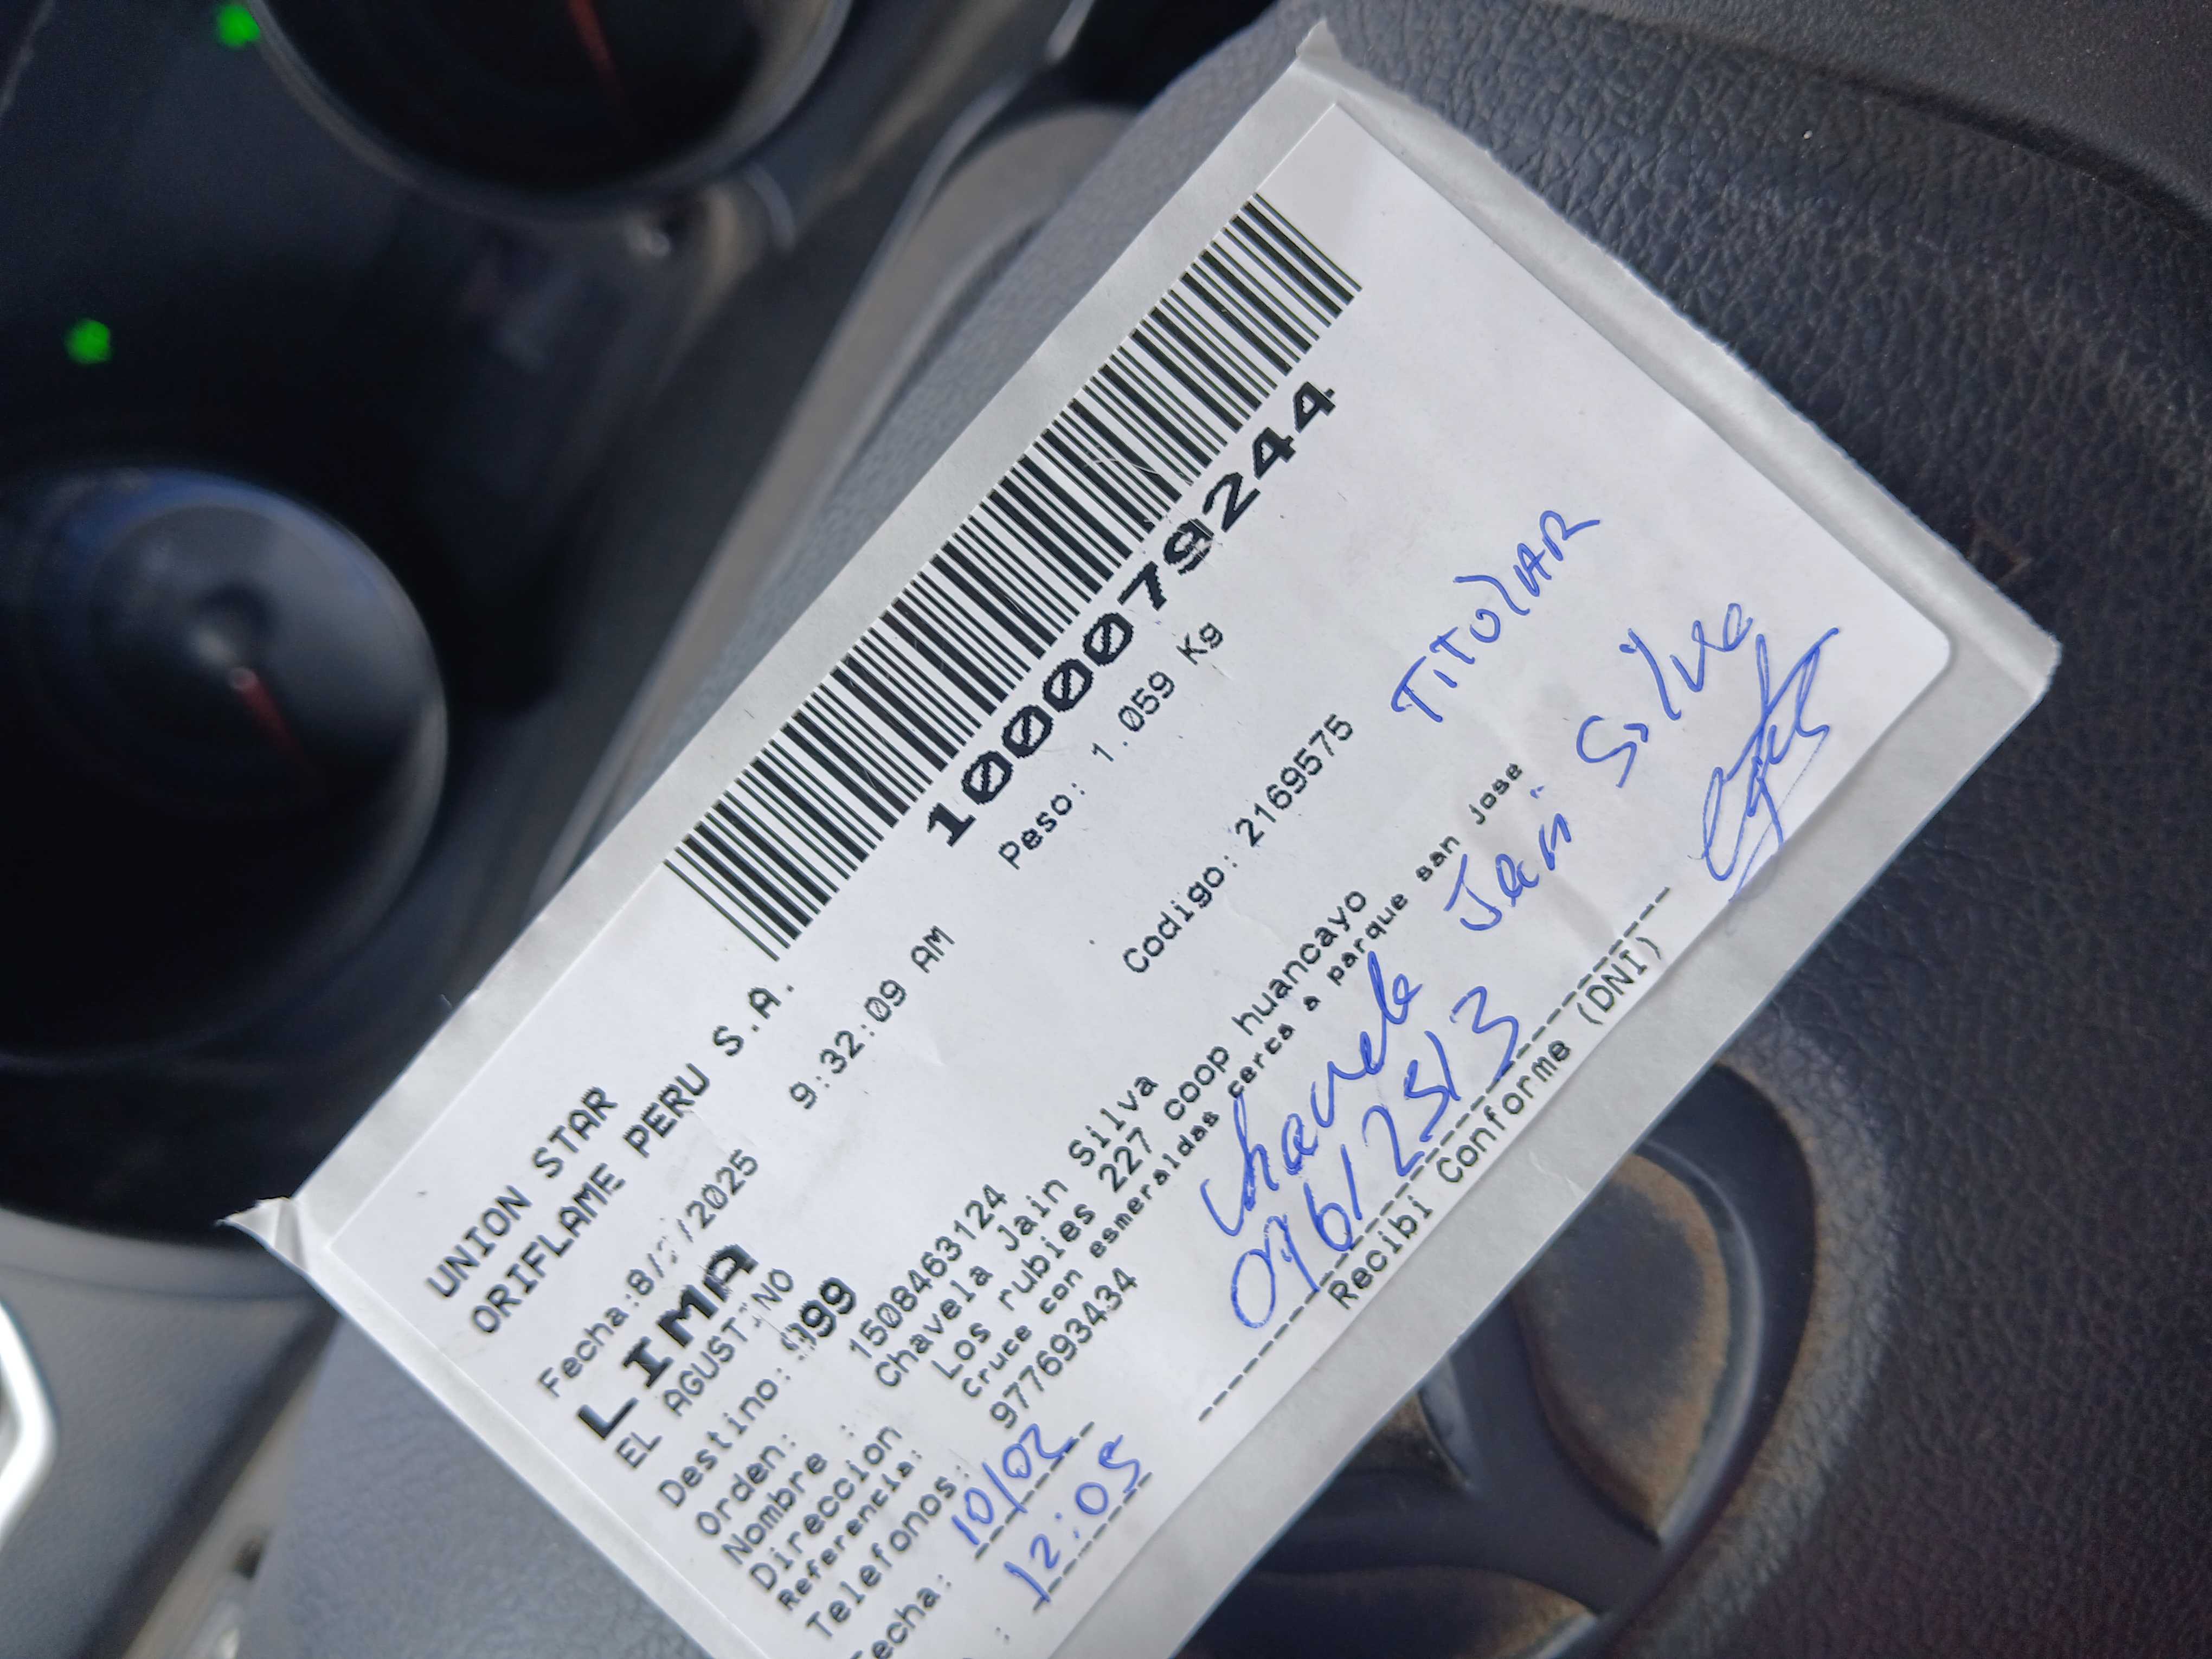 1000079244
UNION STAR
ORIFLAME PERU S.A.
Peso: 1.059 Kg
Fecha:8/ /2025 9:32:09 AM
LIMA
EL AGUSTINO
Destino: 999
Codigo: 2169575
TITULAR
Orden: 1508463124
Nombre : Chavela Jain Silva
Direccion Los rubies 227 Coop huancayo
Referencia: Cruce con esmeraldas cerca a parque san jose
Telefonos: 977693434
Chavela Jain Silva
Fecha: 10/02
09612513
: 12:05
Recibi Conforme (DNI)